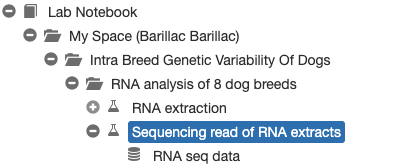 Lab Notebook
My Space (Barillac Barillac)
Intra Breed Genetic Variability Of Dogs
RNA analysis of 8 dog breeds
RNA extraction
Sequencing read of RNA extracts
RNA seq data